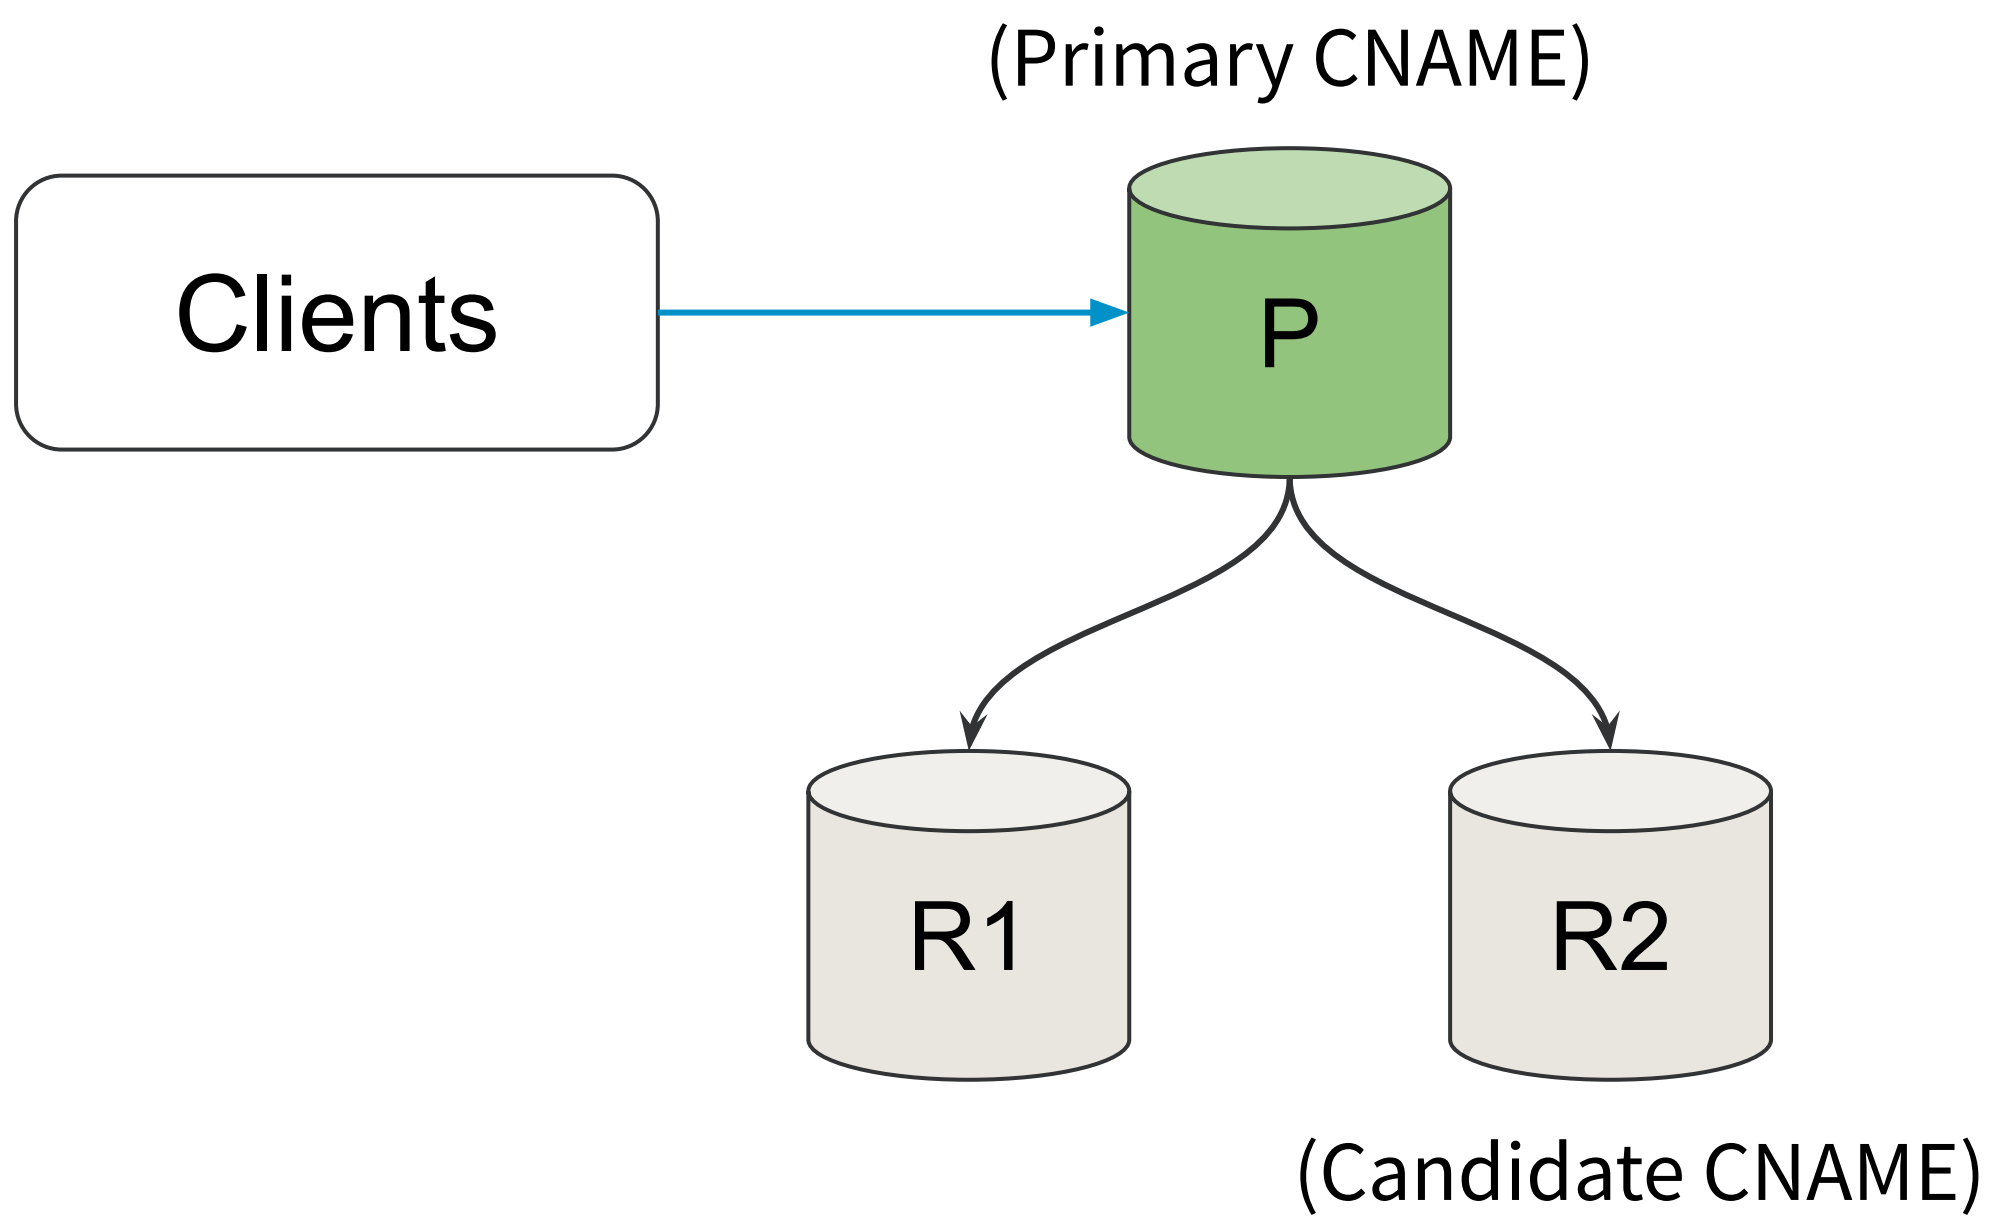 (Primary CNAME)
Clients
P
R1
R2
(Candidate CNAME)